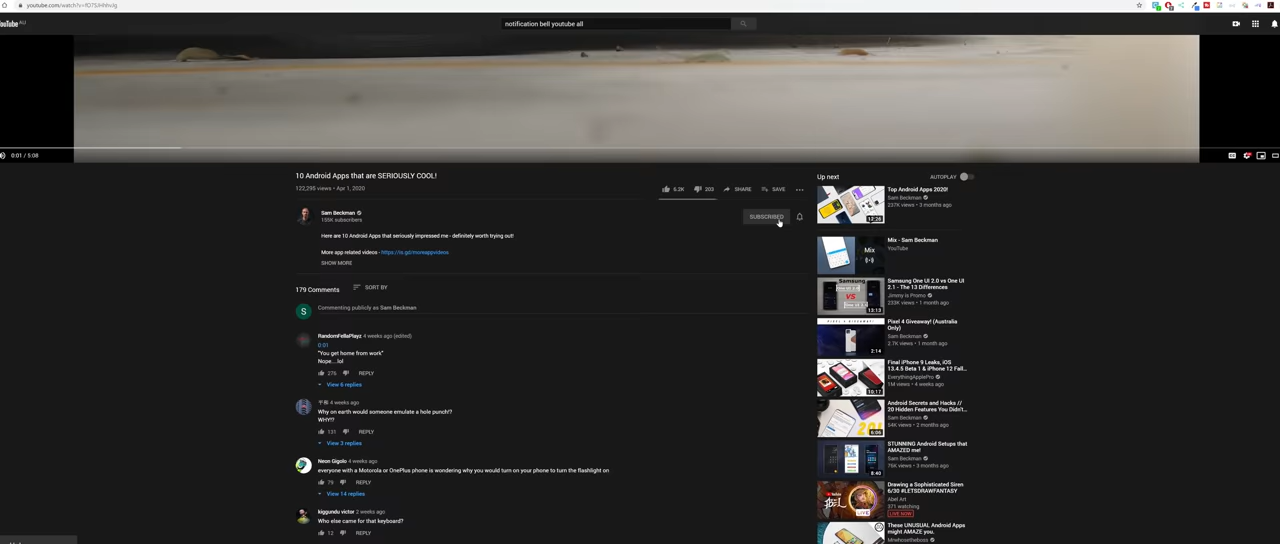 youtube.com/watch?v=
YouTube AU
notification bell youtube all
0:01 / 5:08
10 Android Apps that are SERIOUSLY COOL!
122,295 views • Apr 1, 2020
5.2K
203
SHARE
SAVE
Sam Beckman
155K subscribers
SUBSCRIBED
Here are 10 Android Apps that seriously impressed me - definitely worth trying out!
More app related videos -
SHOW MORE
179 Comments
SORT BY
S
Commenting publicly as Sam Beckman
RandomFellaPlayz 4 weeks ago (edited)
0:01
"You get home from work"
Nope....lol
276
REPLY
View 6 replies
4 weeks ago
Why on earth would someone emulate a hole punch!?
WHY!?
131
REPLY
View 3 replies
Neon Gigolo 4 weeks ago
everyone with a Motorola or OnePlus phone is wondering why you would turn on your phone to turn the flashlight on
79
REPLY
View 14 replies
kiggundu victor 2 weeks ago
Who else came for that keyboard?
12
REPLY
Up next
AUTOPLAY
12:26
Top Android Apps 2020!
Sam Beckman
237K views • 3 months ago
Mix
Mix - Sam Beckman
YouTube
Samsung
VS
13:13
Samsung One UI 2.0 vs One UI
2.1 - The 13 Differences
Jimmy is Promo
233K views • 1 month ago
2:14
Pixel 4 Giveaway! (Australia
Only)
Sam Beckman
2.7K views • 1 month ago
10:17
Final iPhone 9 Leaks, iOS
13.4.5 Beta 1 & iPhone 12 Fall...
EverythingApplePro
1M views • 4 weeks ago
6:06
Android Secrets and Hacks //
20 Hidden Features You Didn't...
Sam Beckman
54K views • 2 months ago
8:40
STUNNING Android Setups that
AMAZED me!
Sam Beckman
76K views • 3 months ago
LIVE
Drawing a Sophisticated Siren
6/30 #LETSDRAWFANTASY
Abel Art
371 watching
LIVE NOW
These UNUSUAL Android Apps
might AMAZE you.
Mrwhosetheboss